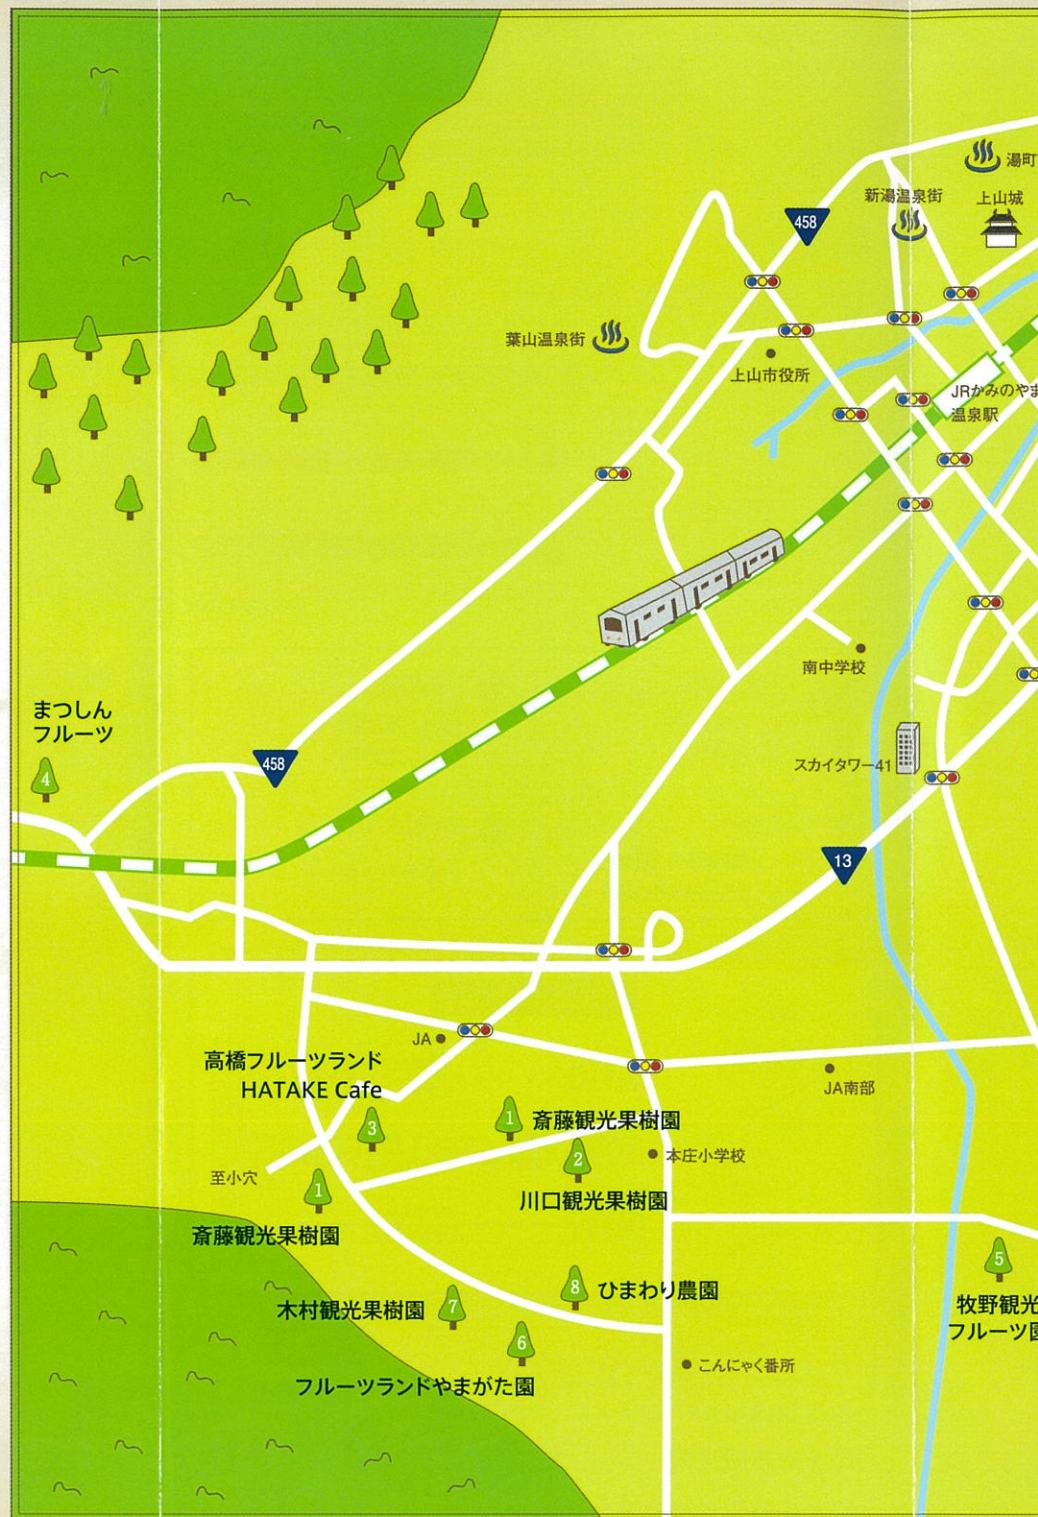 湯町
新湯温泉街
上山城
458
葉山温泉街
上山市役所
JRかみのやま
温泉駅
南中学校
まつしん
フルーツ
4
458
スカイタワー41
13
JA
高橋フルーツランド
HATAKE Cafe
3
1
斎藤観光果樹園
JA南部
2
本庄小学校
川口観光果樹園
至小穴
1
斎藤観光果樹園
5
牧野観光
フルーツ園
8
ひまわり農園
木村観光果樹園
7
6
フルーツランドやまがた園
こんにゃく番所